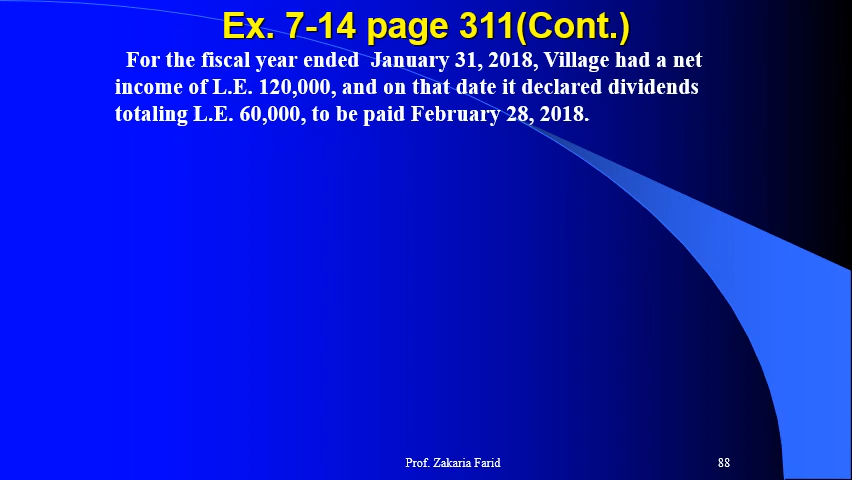 Ex. 7-14 page 311(Cont.)
For the fiscal year ended January 31, 2018, Village had a net
income of L.E. 120,000, and on that date it declared dividends
totaling L.E. 60,000, to be paid February 28, 2018.
Prof. Zakaria Farid
88